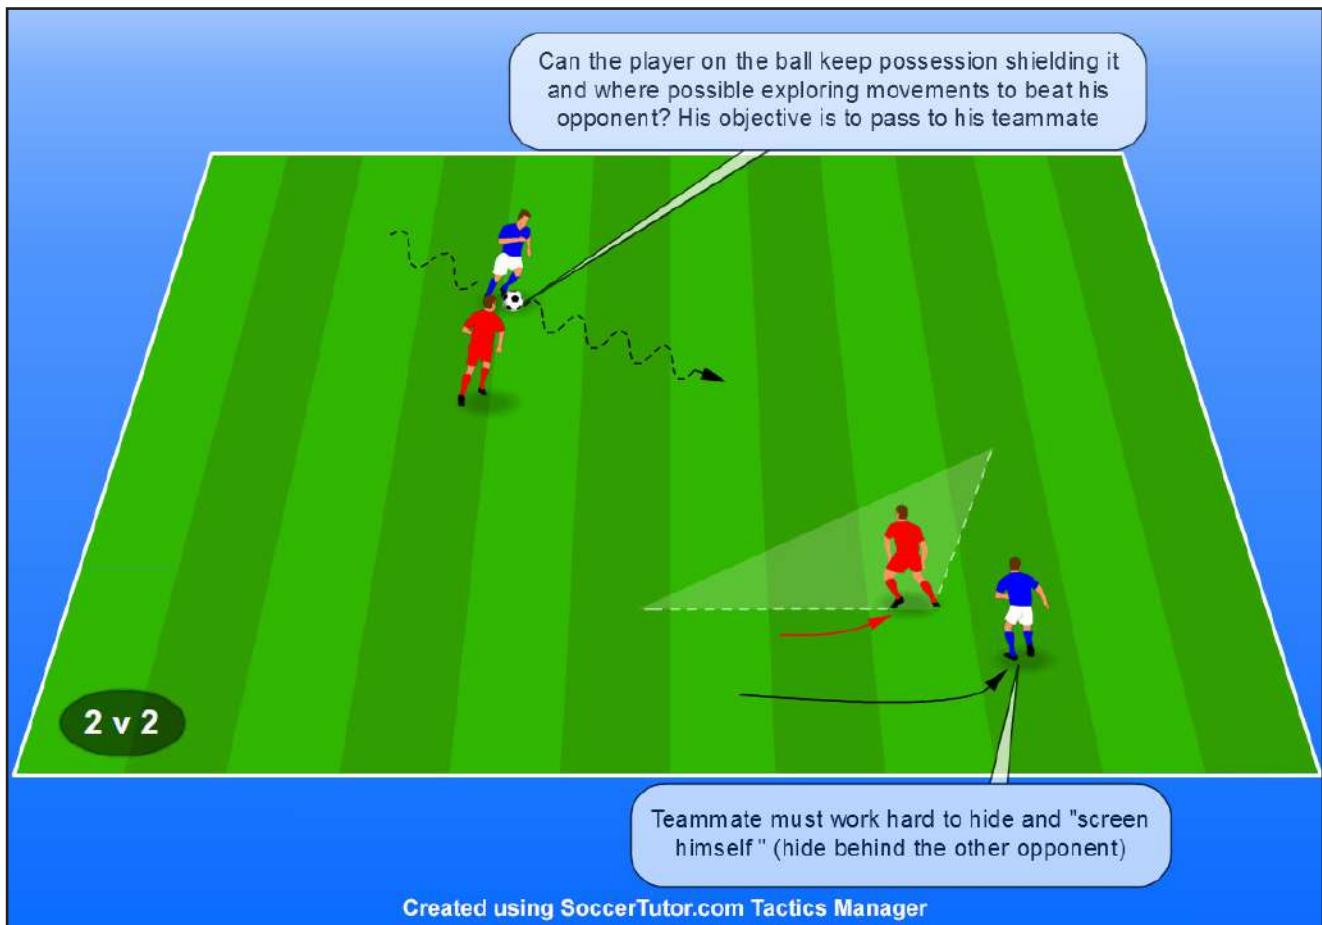 Can the player on the ball keep possession shielding it
and where possible exploring movements to beat his
opponent? His objective is to pass to his teammate
2 v 2
Teammate must work hard to hide and "screen
himself " (hide behind the other opponent)
Created using SoccerTutor.com Tactics Manager